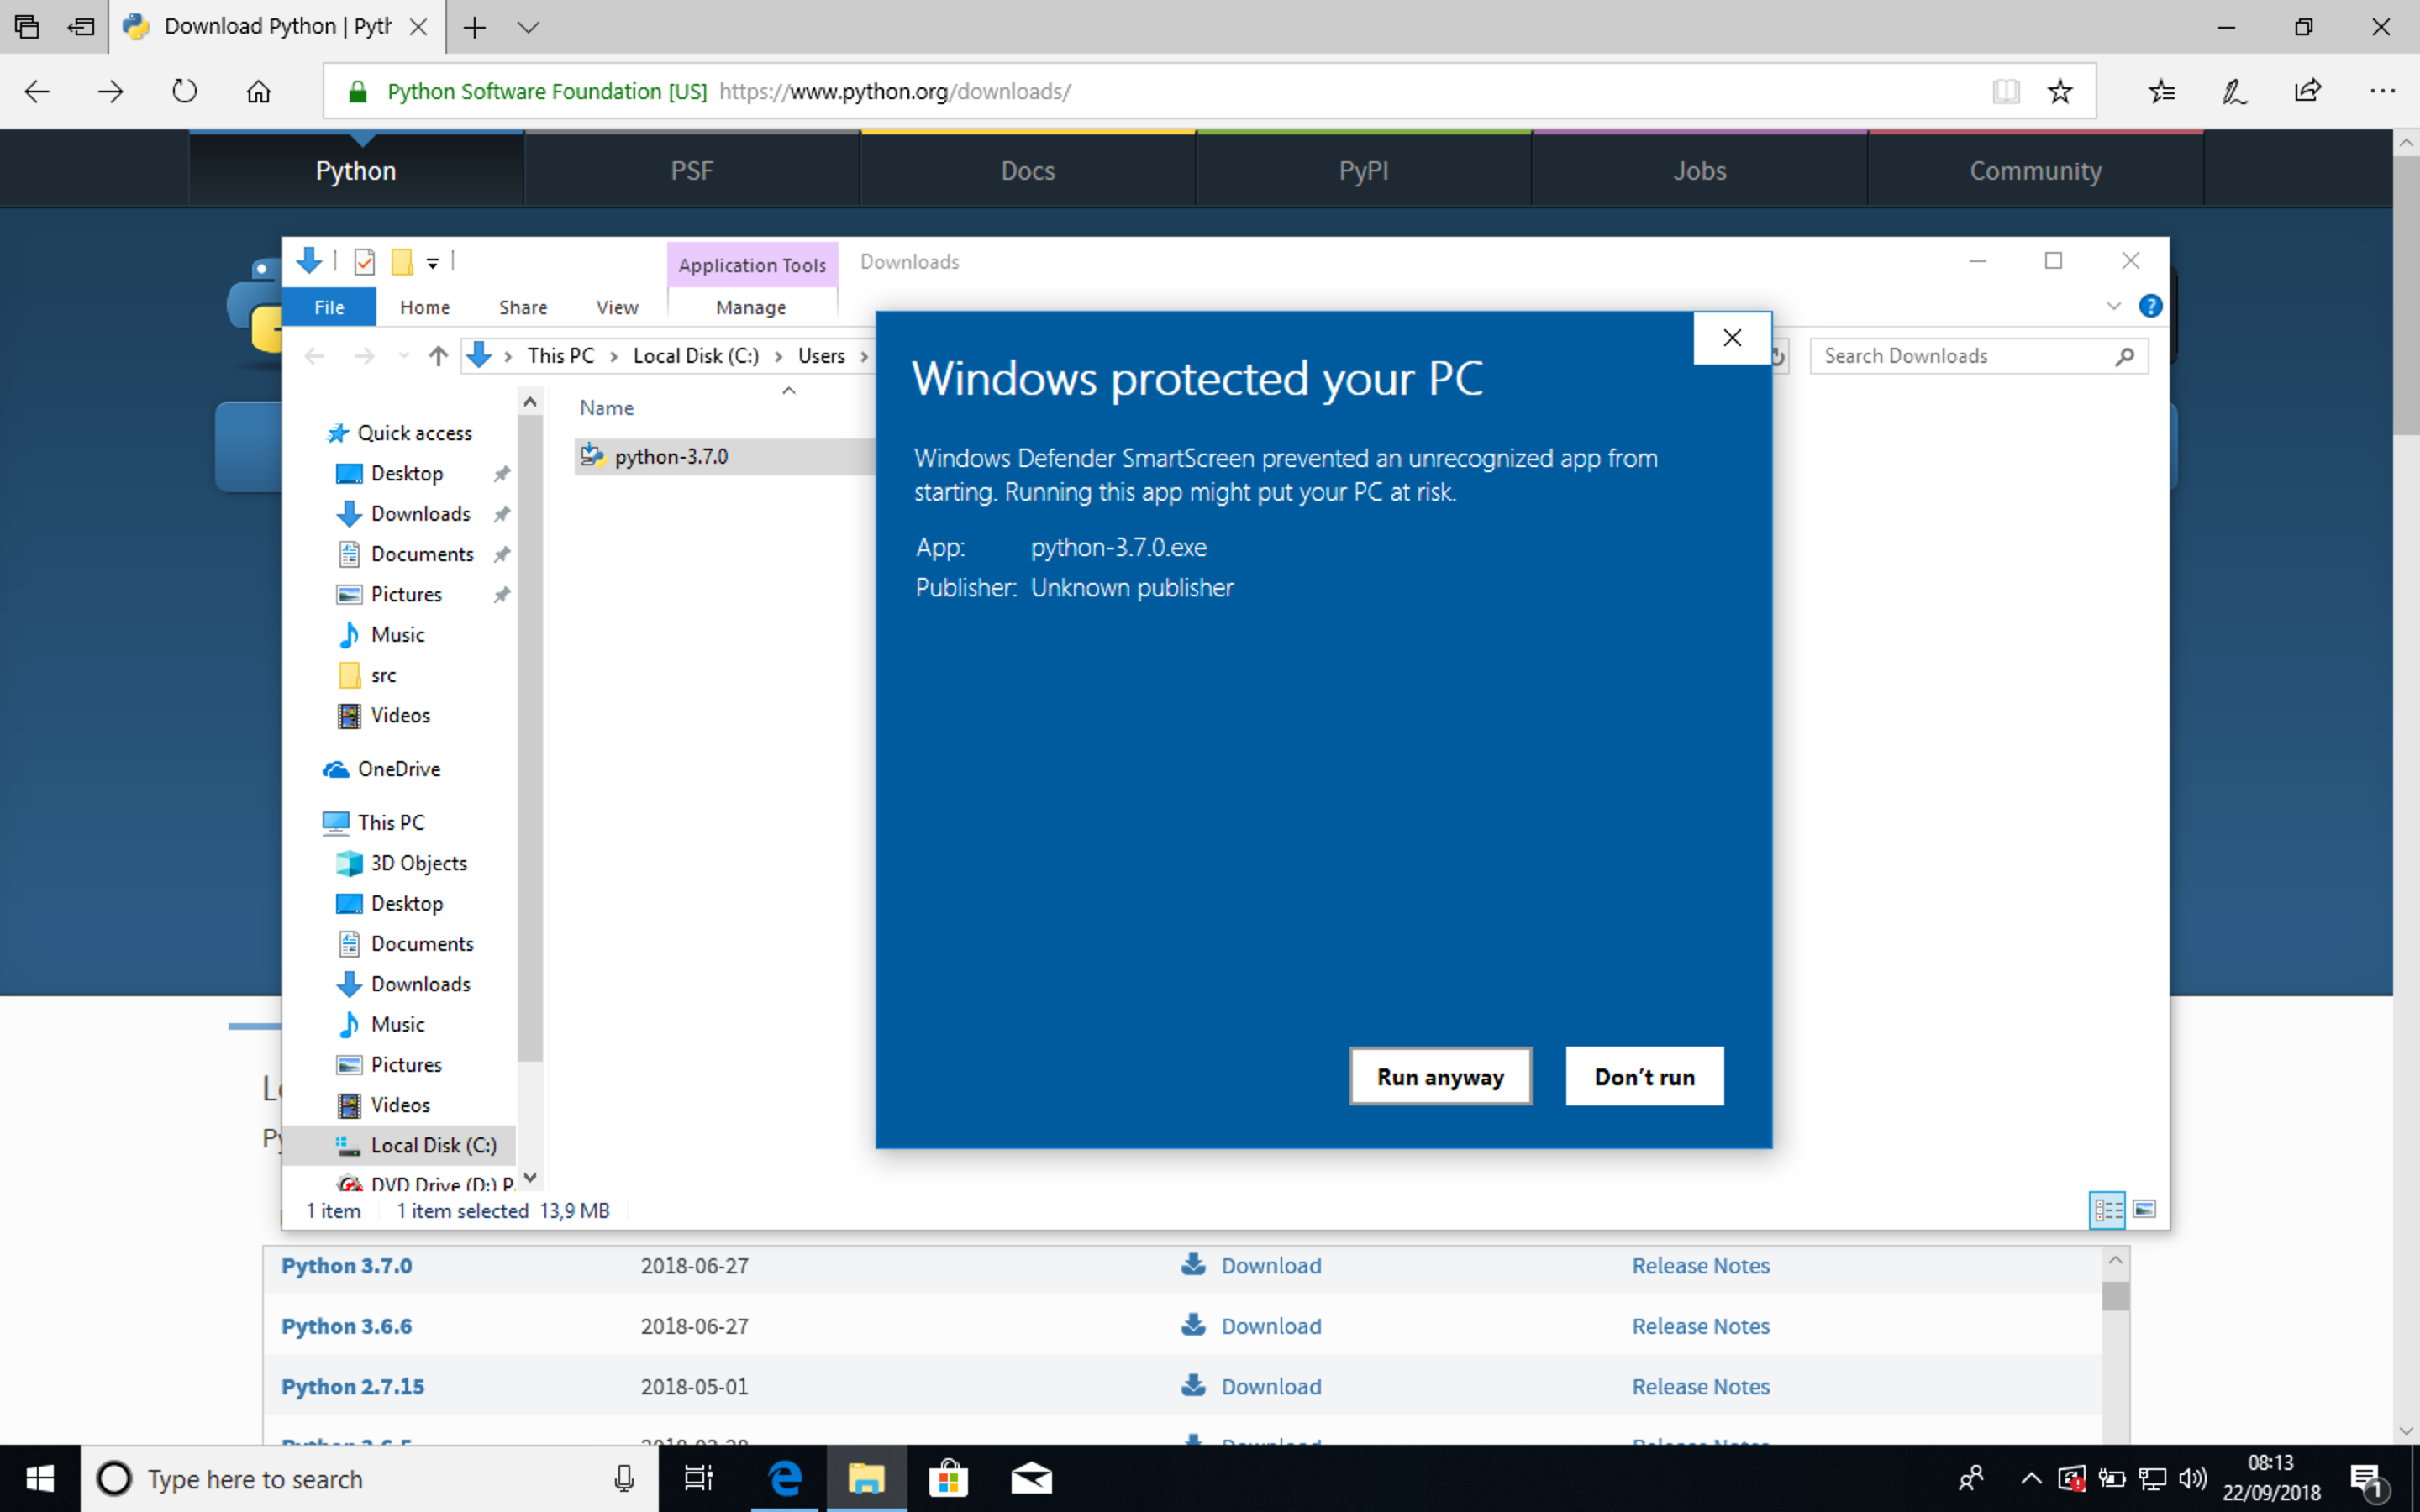 Download Python | Pyth
Python Software Foundation [US] https://www.python.org/downloads/
Python PSF Docs PyPI Jobs Community
Application Tools Downloads
File Home Share View Manage
This PC Local Disk (C:) Users
Search Downloads
Name
python-3.7.0
Quick access
Desktop
Downloads
Documents
Pictures
Music
src
Videos
OneDrive
This PC
3D Objects
Desktop
Documents
Downloads
Music
Pictures
Videos
Local Disk (C:)
DVD Drive (D:) P
1 item 1 item selected 13,9 MB
Windows protected your PC
Windows Defender SmartScreen prevented an unrecognized app from
starting. Running this app might put your PC at risk.
App: python-3.7.0.exe
Publisher: Unknown publisher
Run anyway Don't run
Python 3.7.0 2018-06-27 Download Release Notes
Python 3.6.6 2018-06-27 Download Release Notes
Python 2.7.15 2018-05-01 Download Release Notes
Type here to search
08:13
22/09/2018
1